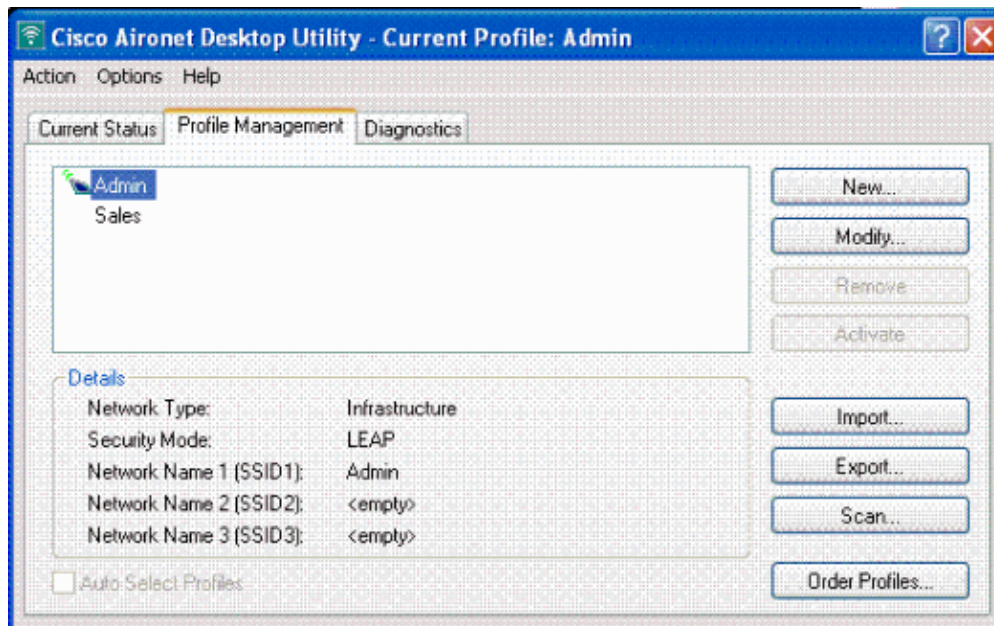 Cisco Aironet Desktop Utility - Current Profile: Admin
Action Options Help
Current Status Profile Management Diagnostics
Admin
Sales
New...
Modify...
Remove
Activate
Details
Network Type: Infrastructure
Security Mode: LEAP
Network Name 1 (SSID1): Admin
Network Name 2 (SSID2): <empty>
Network Name 3 (SSID3): <empty>
Import...
Export...
Scan...
Auto Select Profiles
Order Profiles...